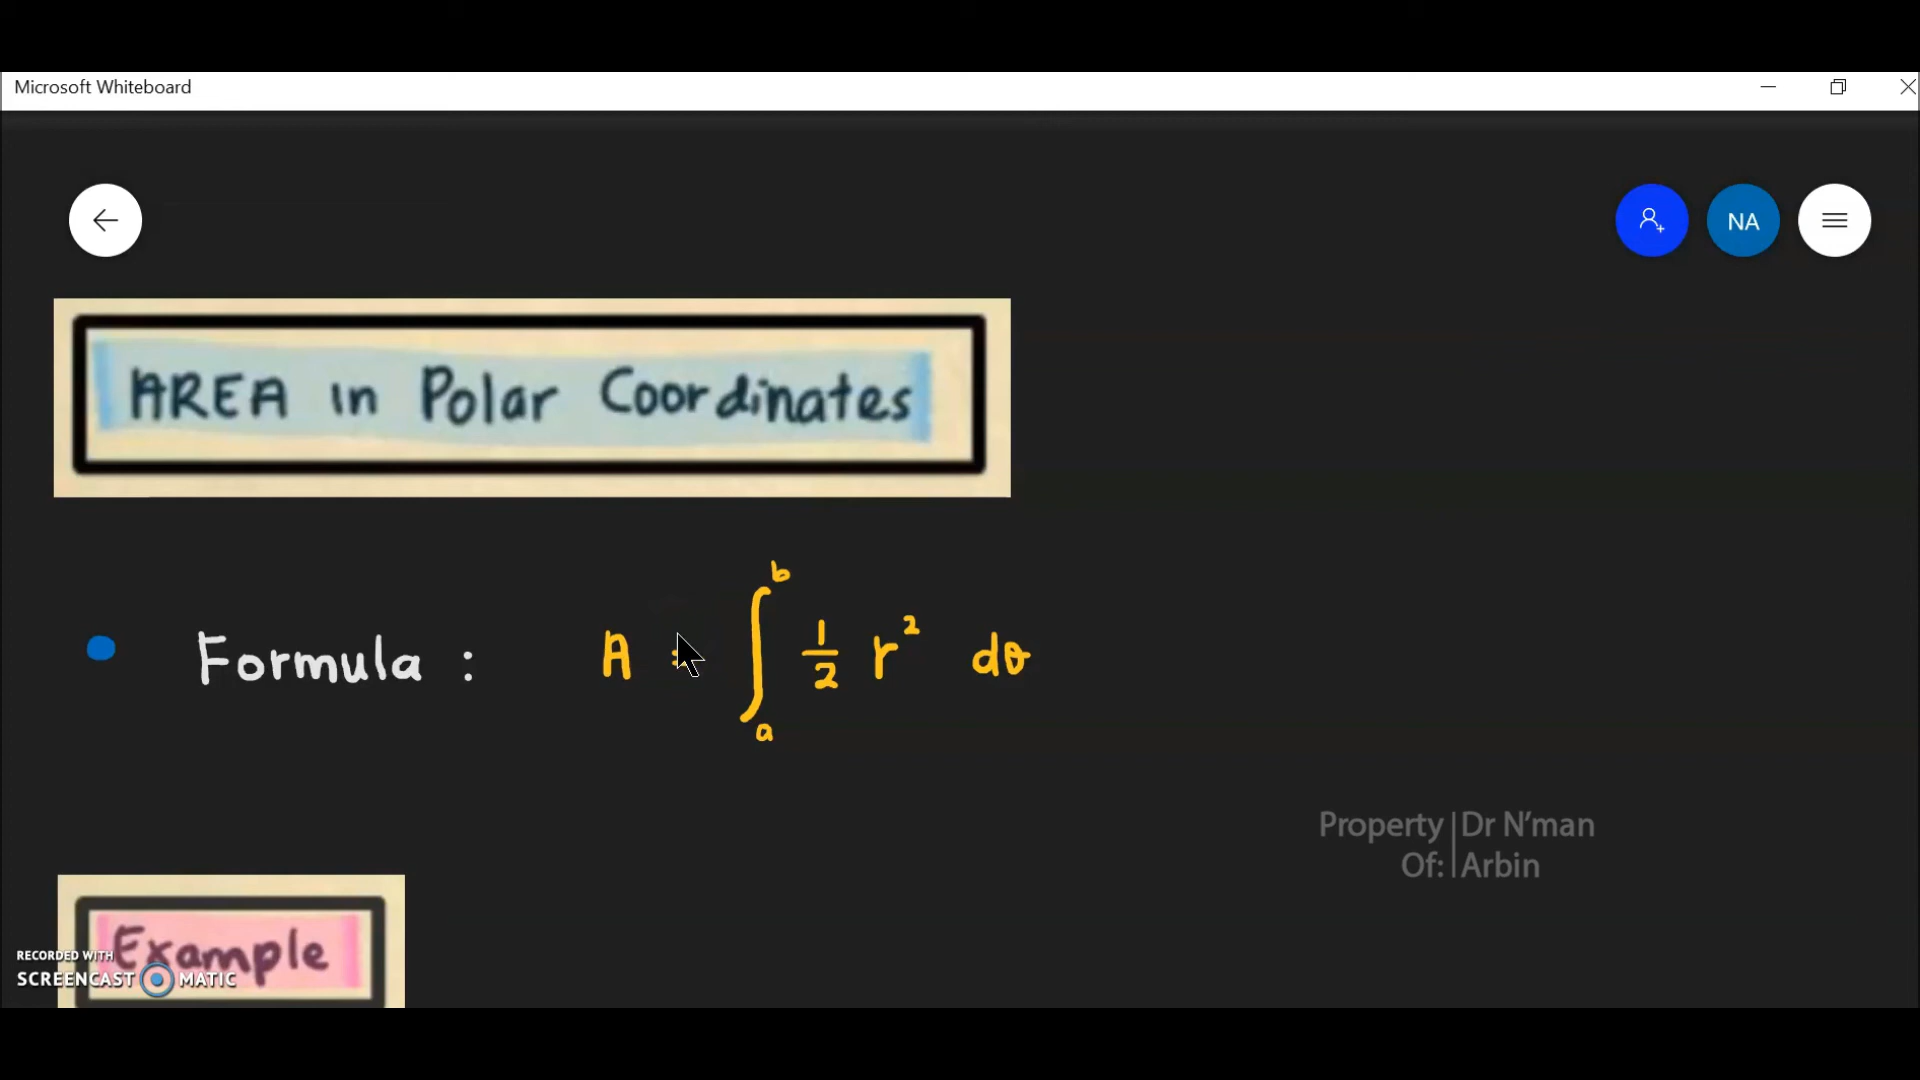 Microsoft Whiteboard
NA
AREA in Polar Coordinates
Formula : A = ∫_a^b 1/2 r² dθ
Property Of: | Dr N'man Arbin
Example
RECORDED WITH
SCREENCAST MATIC